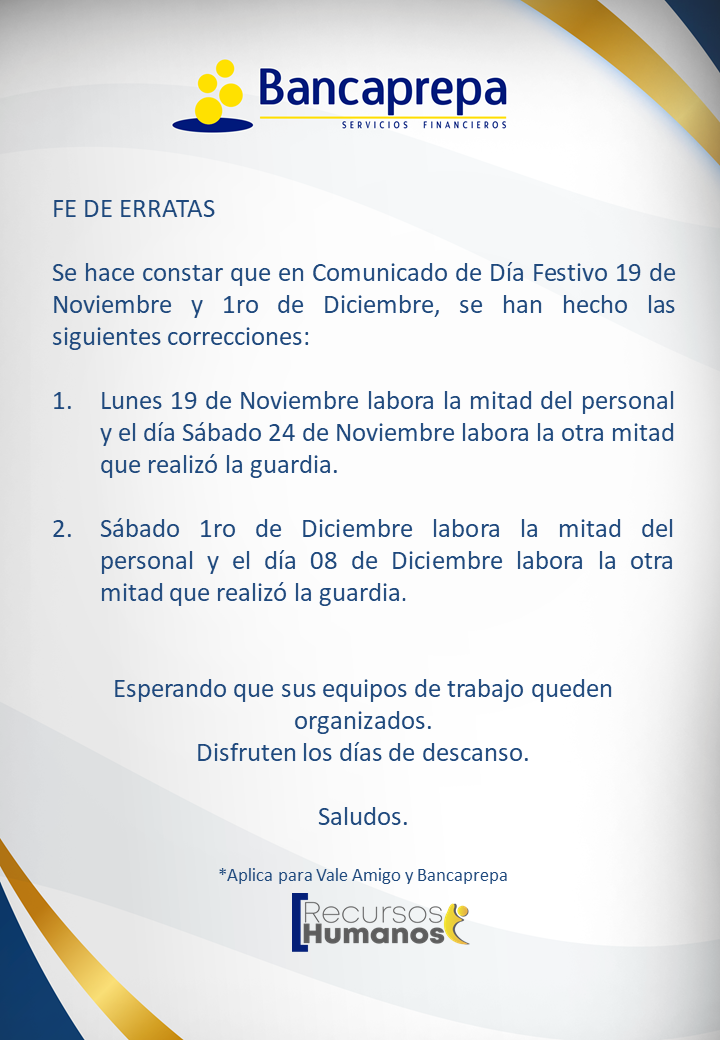 Bancaprepa
SERVICIOS FINANCIEROS
FE DE ERRATAS
Se hace constar que en Comunicado de Día Festivo 19 de
Noviembre y 1ro de Diciembre, se han hecho las
siguientes correcciones:
1. Lunes 19 de Noviembre labora la mitad del personal
y el día Sábado 24 de Noviembre labora la otra mitad
que realizó la guardia.
2. Sábado 1ro de Diciembre labora la mitad del
personal y el día 08 de Diciembre labora la otra
mitad que realizó la guardia.
Esperando que sus equipos de trabajo queden
organizados.
Disfruten los días de descanso.
Saludos.
*Aplica para Vale Amigo y Bancaprepa
Recursos
Humanos